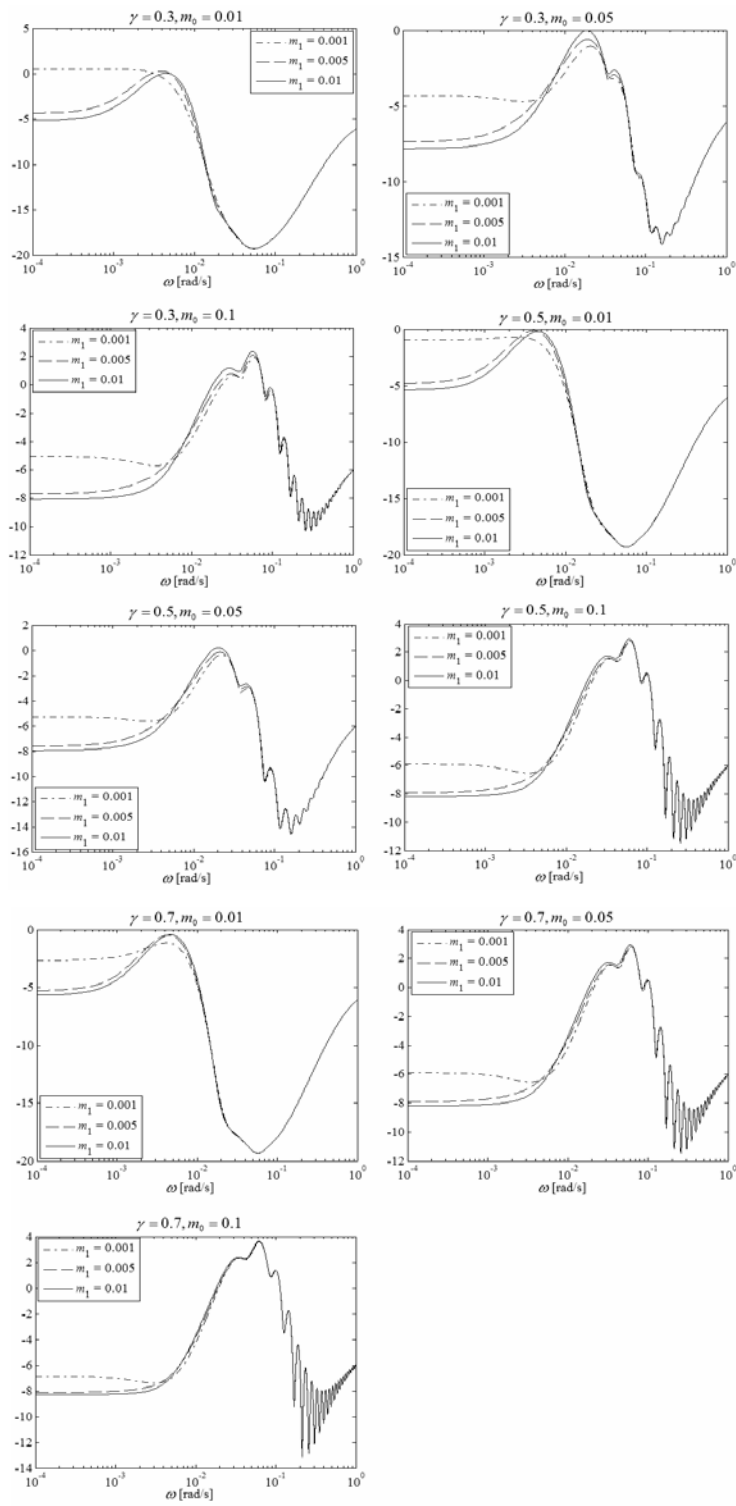 γ = 0.3, m₀ = 0.01
0
-5
-10
-15
-20
m₁ = 0.001
m₁ = 0.005
m₁ = 0.01
10⁻⁴ 10⁻³ 10⁻² 10⁻¹ 10⁰
ω [rad/s]
γ = 0.3, m₀ = 0.05
0
-5
-10
-15
m₁ = 0.001
m₁ = 0.005
m₁ = 0.01
10⁻⁴ 10⁻³ 10⁻² 10⁻¹ 10⁰
ω [rad/s]
γ = 0.3, m₀ = 0.1
m₁ = 0.001
m₁ = 0.005
m₁ = 0.01
4
2
0
-2
-4
-6
-8
-10
-12
10⁻⁴ 10⁻³ 10⁻² 10⁻¹ 10⁰
ω [rad/s]
γ = 0.5, m₀ = 0.01
0
-5
-10
-15
-20
m₁ = 0.001
m₁ = 0.005
m₁ = 0.01
10⁻⁴ 10⁻³ 10⁻² 10⁻¹ 10⁰
ω [rad/s]
γ = 0.5, m₀ = 0.05
2
0
-2
-4
-6
-8
-10
-12
-14
-16
m₁ = 0.001
m₁ = 0.005
m₁ = 0.01
10⁻⁴ 10⁻³ 10⁻² 10⁻¹ 10⁰
ω [rad/s]
γ = 0.5, m₀ = 0.1
4
2
0
-2
-4
-6
-8
-10
-12
m₁ = 0.001
m₁ = 0.005
m₁ = 0.01
10⁻⁴ 10⁻³ 10⁻² 10⁻¹ 10⁰
ω [rad/s]
γ = 0.7, m₀ = 0.01
0
-5
-10
-15
-20
m₁ = 0.001
m₁ = 0.005
m₁ = 0.01
10⁻⁴ 10⁻³ 10⁻² 10⁻¹ 10⁰
ω [rad/s]
γ = 0.7, m₀ = 0.05
4
2
0
-2
-4
-6
-8
-10
-12
m₁ = 0.001
m₁ = 0.005
m₁ = 0.01
10⁻⁴ 10⁻³ 10⁻² 10⁻¹ 10⁰
ω [rad/s]
γ = 0.7, m₀ = 0.1
4
2
0
-2
-4
-6
-8
-10
-12
-14
m₁ = 0.001
m₁ = 0.005
m₁ = 0.01
10⁻⁴ 10⁻³ 10⁻² 10⁻¹ 10⁰
ω [rad/s]